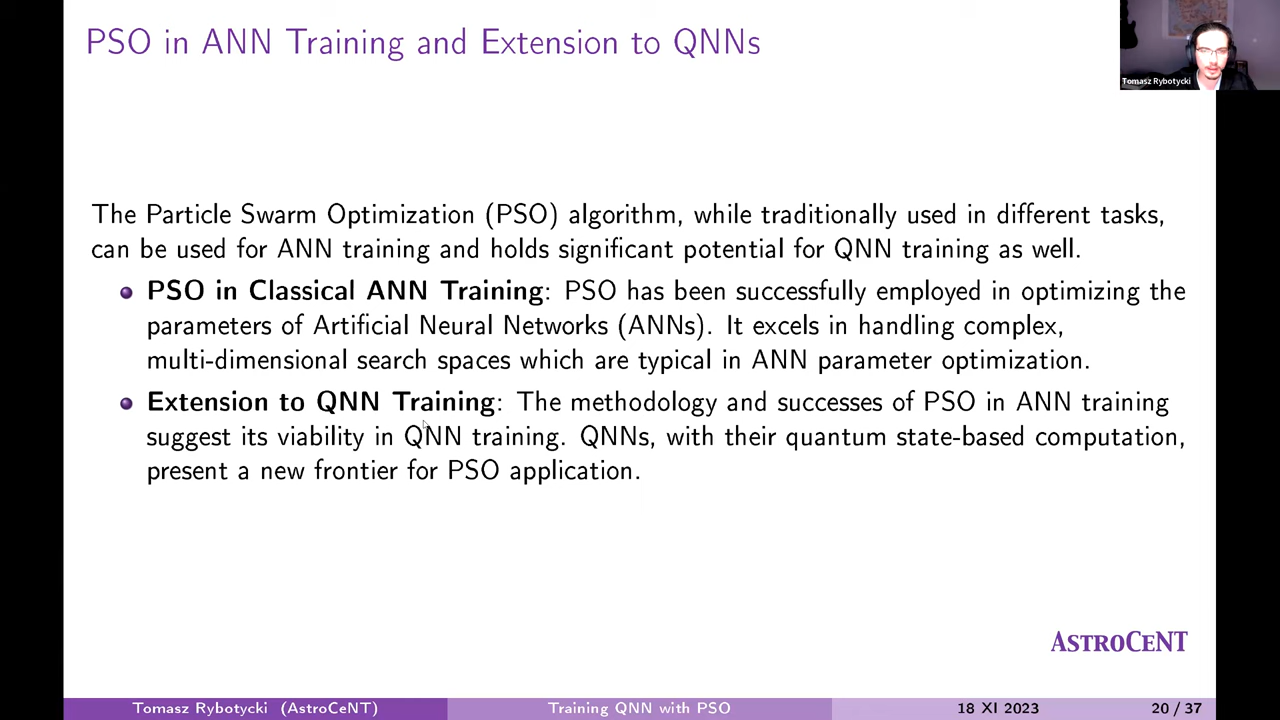 PSO in ANN Training and Extension to QNNs
Tomasz Rybotycki
The Particle Swarm Optimization (PSO) algorithm, while traditionally used in different tasks,
can be used for ANN training and holds significant potential for QNN training as well.
PSO in Classical ANN Training: PSO has been successfully employed in optimizing the
parameters of Artificial Neural Networks (ANNs). It excels in handling complex,
multi-dimensional search spaces which are typical in ANN parameter optimization.
Extension to QNN Training: The methodology and successes of PSO in ANN training
suggest its viability in QNN training. QNNs, with their quantum state-based computation,
present a new frontier for PSO application.
ASTROCENT
Tomasz Rybotycki (AstroCeNT) Training QNN with PSO 18 XI 2023 20 / 37